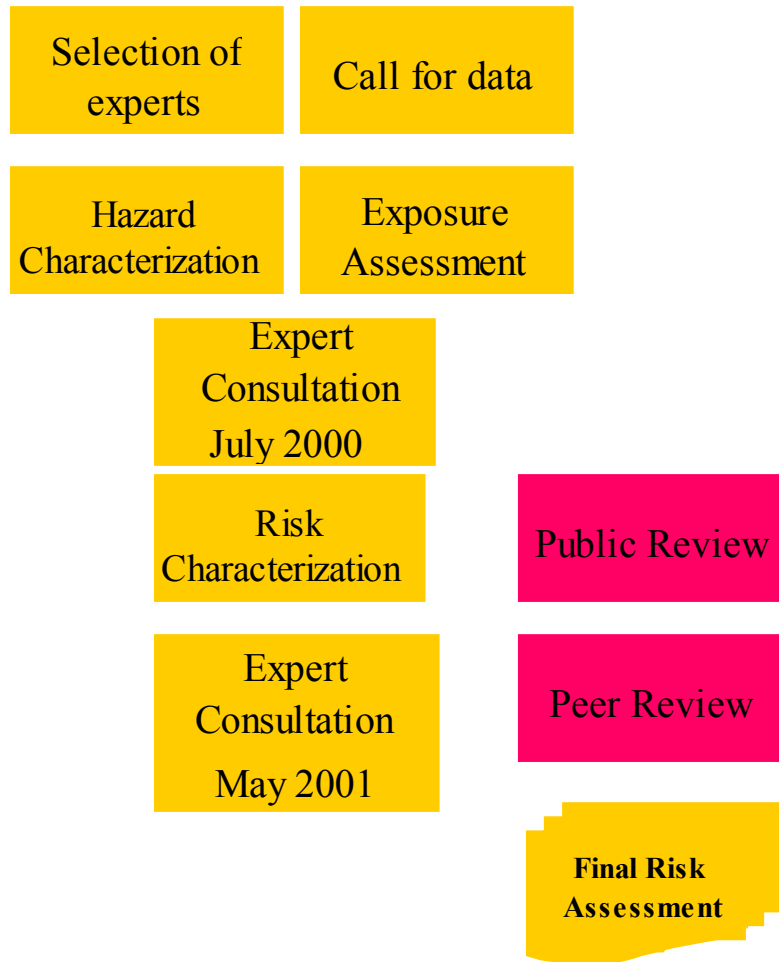 Selection of
experts
Call for data
Hazard
Characterization
Exposure
Assessment
Expert
Consultation
July 2000
Risk
Characterization
Public Review
Expert
Consultation
May 2001
Peer Review
Final Risk
Assessment